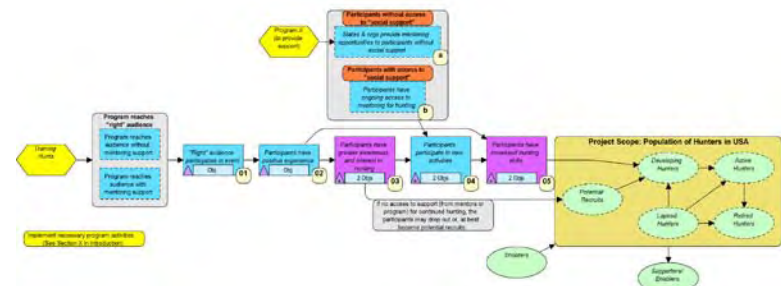 Program X
(to provide
support)
Participants without access
to "social support"
States & orgs provide mentoring
opportunities to participants without
social support
a
Participants with access to
"social support"
Participants have
ongoing access to
mentoring for hunting
b
Training
Hunts
Program reaches
"right" audience
Program reaches
audience without
mentoring support
Program reaches
audience with
mentoring support
"Right" audience
participates in event
Obj
01
Participants have
positive experience
Obj
02
Participants have
greater awareness
and interest in
hunting
2 Objs
03
Participants
participate in new
activities
2 Objs
04
Participants have
increased hunting
skills
2 Objs
05
If no access to support (from mentors or
program) for continued hunting, the
participants may drop out or, at best
become potential recruits
Implement necessary program activities
(See Section X in Introduction)
Project Scope: Population of Hunters in USA
Developing
Hunters
Active
Hunters
Potential
Recruits
Lapsed
Hunters
Retired
Hunters
Enablers
Supporters/
Enablers